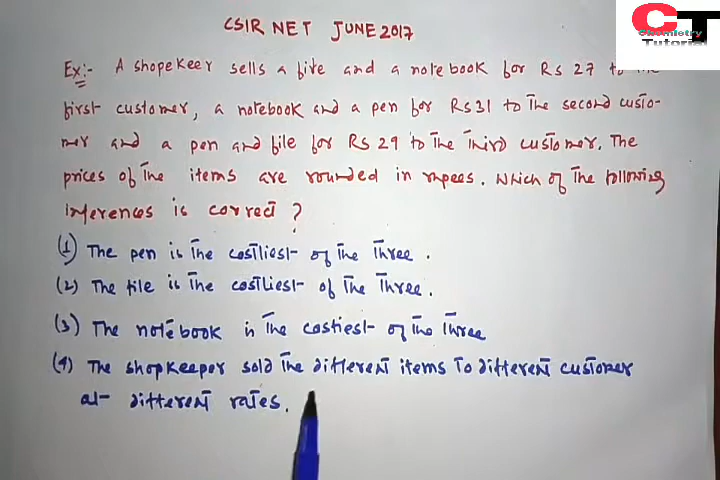 CSIR NET JUNE 2017
CT
Chemistry
Tutorial
Ex:- A shopekeer sells a file and a notebook for Rs 27 to the
first customer, a notebook and a pen for Rs 31 to the second custo-
mer and a pen and file for Rs 29 to the third customer. The
prices of the items are rounded in rupees. Which of the following
inferences is correct?
(1) The pen is the costliest of the three.
(2) The file is the costliest of the three.
(3) The notebook is the costiest of the three
(4) The shopkeeper sold the different items to different customer
at different rates.